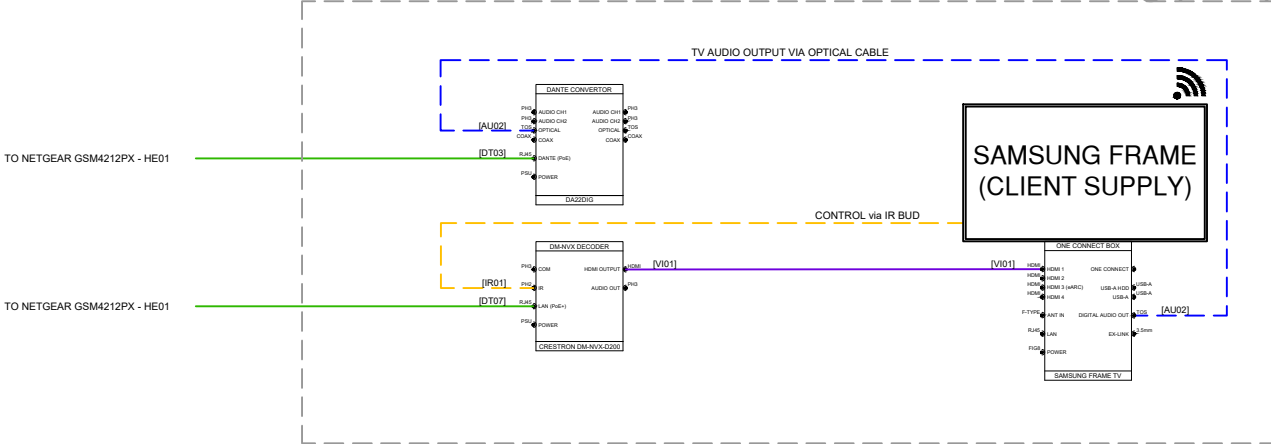 TV AUDIO OUTPUT VIA OPTICAL CABLE
DANTE CONVERTOR
PH3 AUDIO CH1 AUDIO CH1 PH3
PH3 AUDIO CH2 AUDIO CH2 PH3
[AU02] TOS OPTICAL OPTICAL TOS
COAX COAX COAX COAX
TO NETGEAR GSM4212PX - HE01 [DT03] RJ45 DANTE (PoE)
PSU POWER
DA22DIG
SAMSUNG FRAME
(CLIENT SUPPLY)
CONTROL via IR BUD
DM-NVX DECODER
PH3 COM HDMI OUTPUT HDMI [VI01]
[IR01] PH2 IR AUDIO OUT PH3
TO NETGEAR GSM4212PX - HE01 [DT07] RJ45 LAN (PoE+)
PSU POWER
CRESTRON DM-NVX-D200
ONE CONNECT BOX
[VI01] HDMI HDMI 1 ONE CONNECT
HDMI HDMI 2
HDMI HDMI 3 (eARC) USB-A HDD USB-A
HDMI HDMI 4 USB-A USB-A
F-TYPE ANT IN DIGITAL AUDIO OUT TOS [AU02]
RJ45 LAN EX-LINK 3.5mm
FIG8 POWER
SAMSUNG FRAME TV